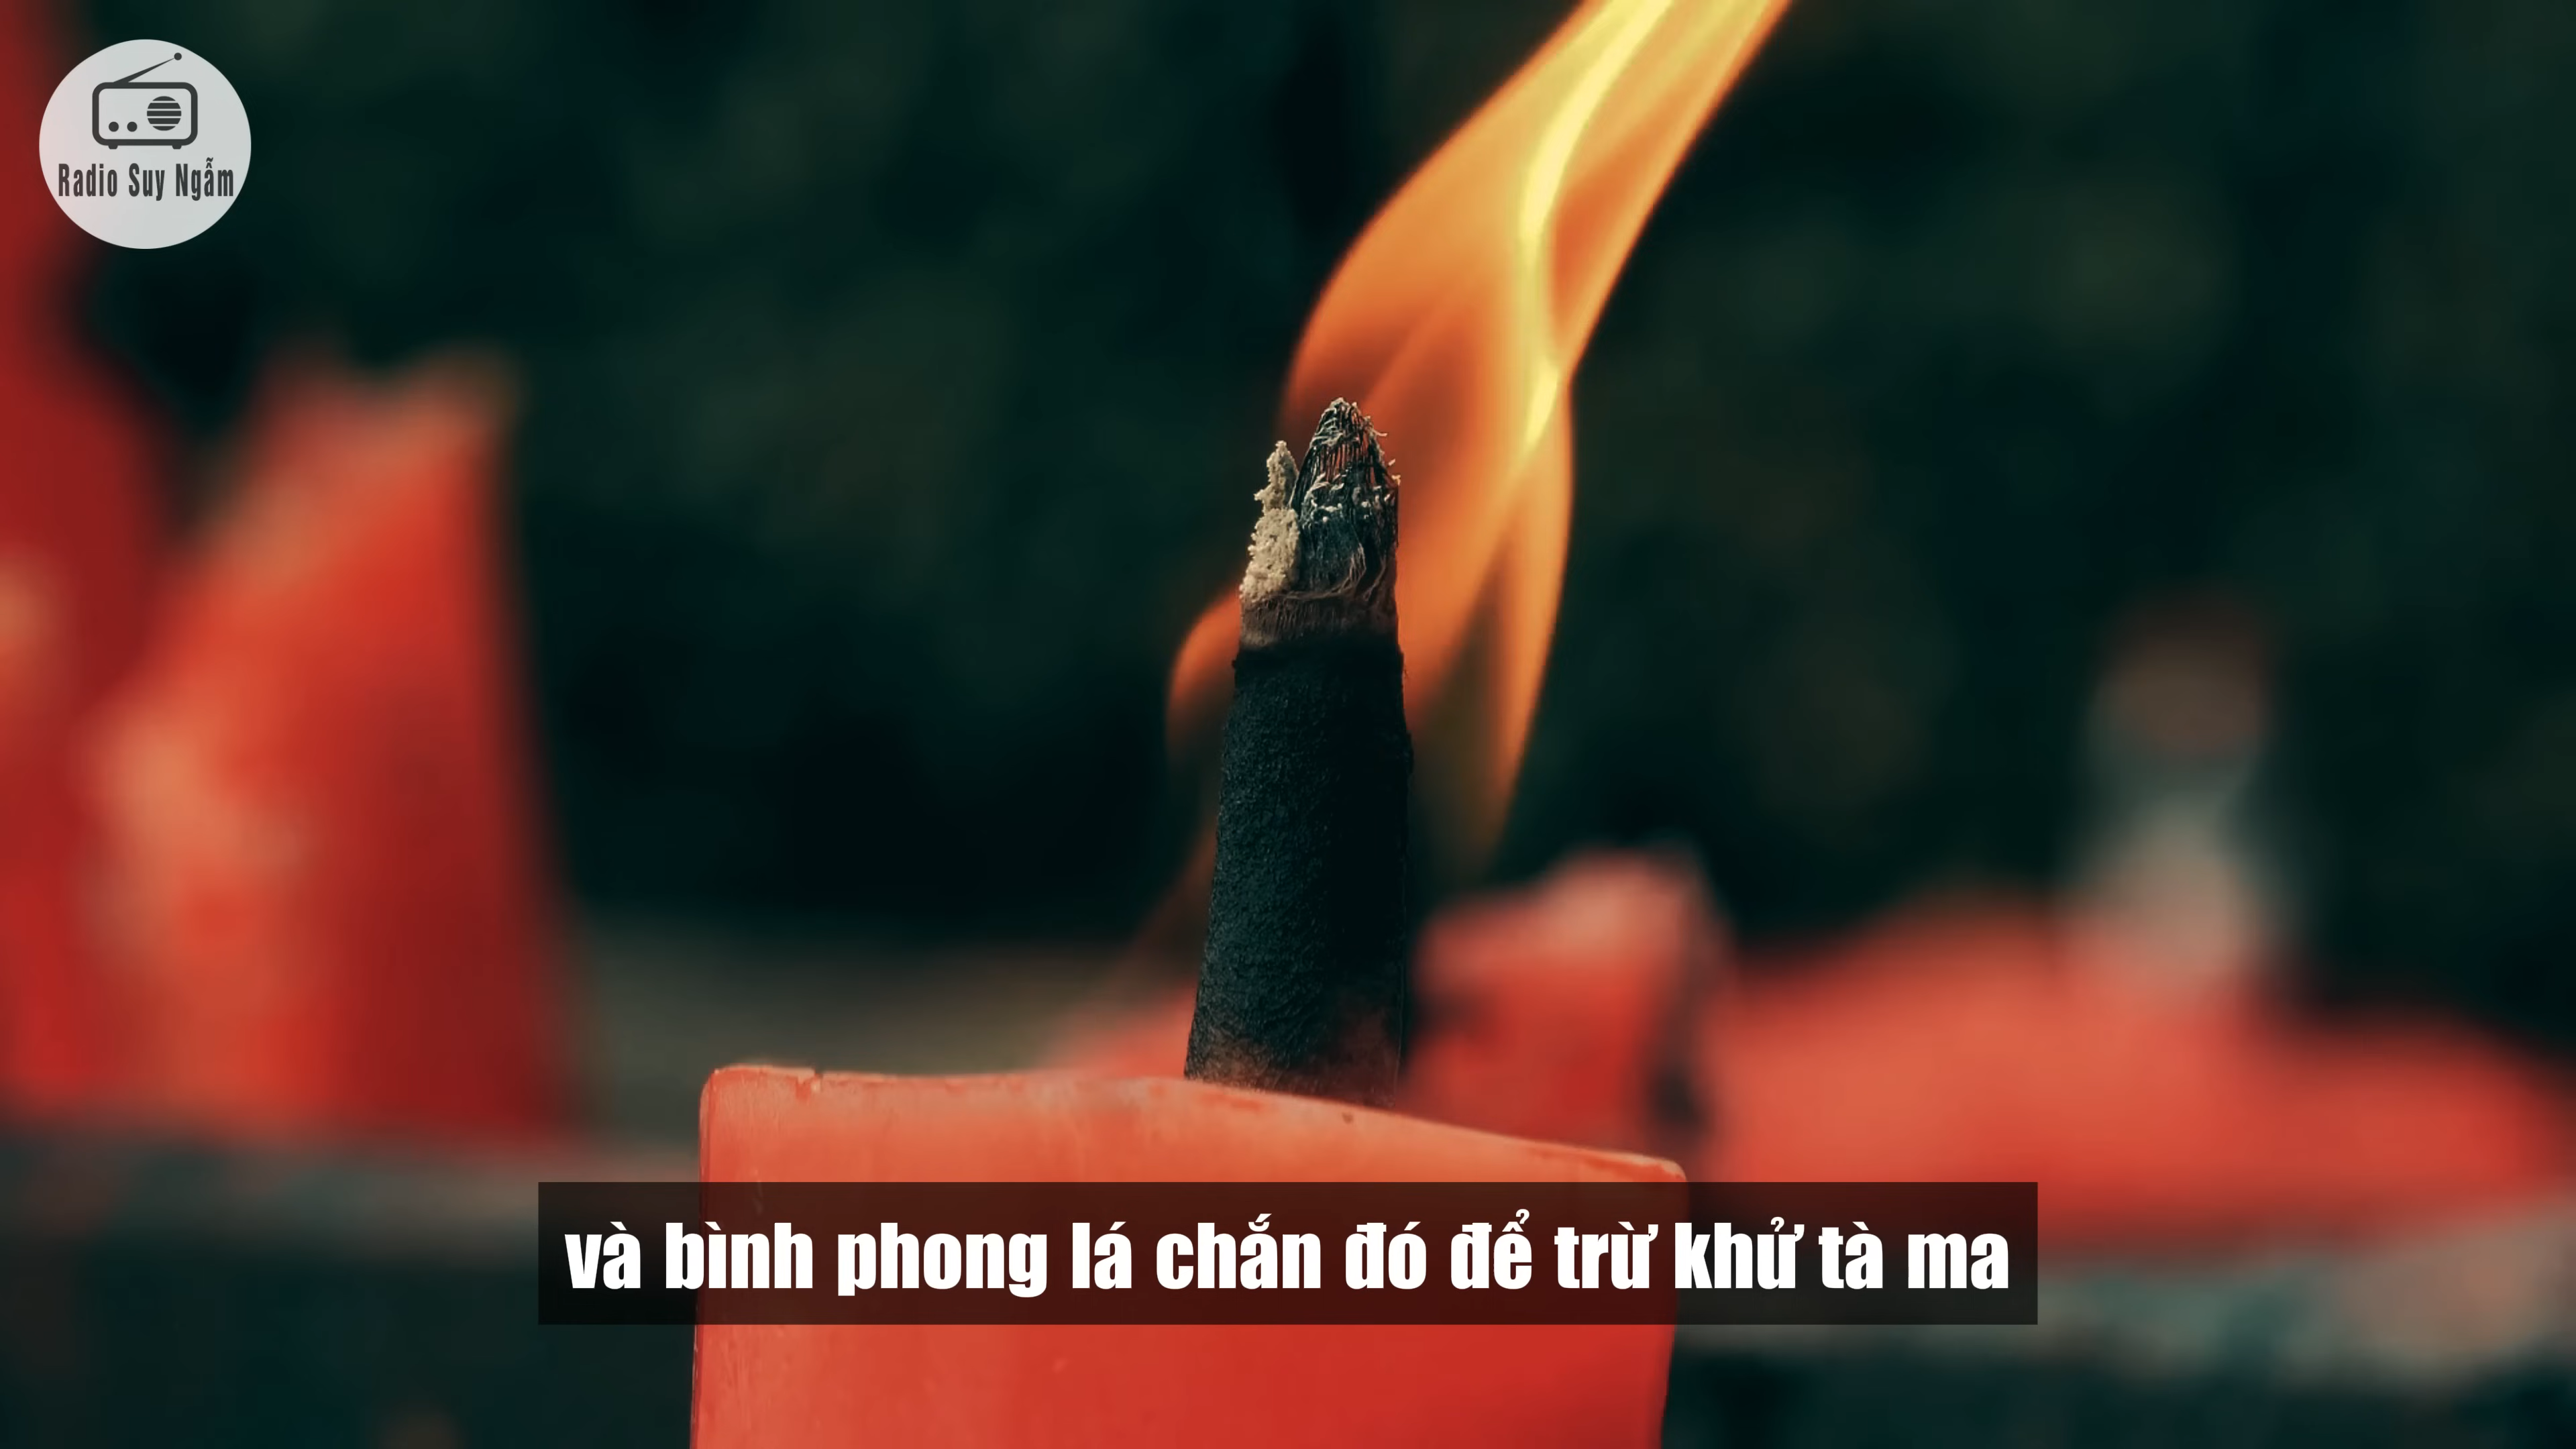 Radio Suy Ngẫm
và bình phong lá chắn đó để trừ khử tà ma